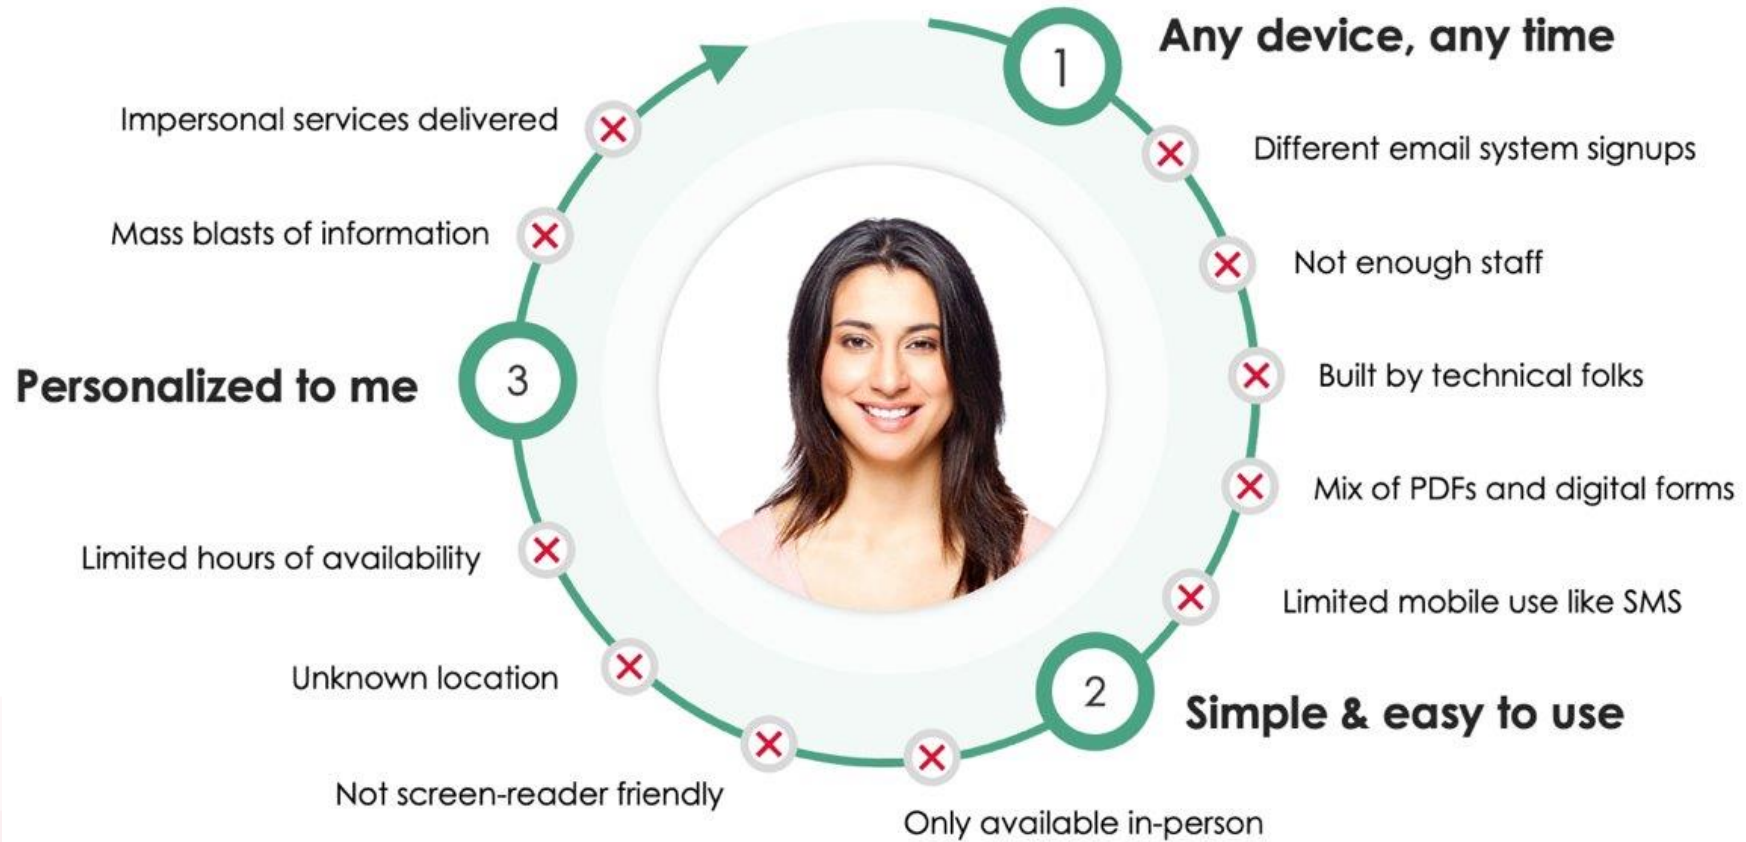 1
Any device, any time
Different email system signups
Not enough staff
Built by technical folks
Mix of PDFs and digital forms
Limited mobile use like SMS
2
Simple & easy to use
Only available in-person
Not screen-reader friendly
Unknown location
Limited hours of availability
3
Personalized to me
Mass blasts of information
Impersonal services delivered